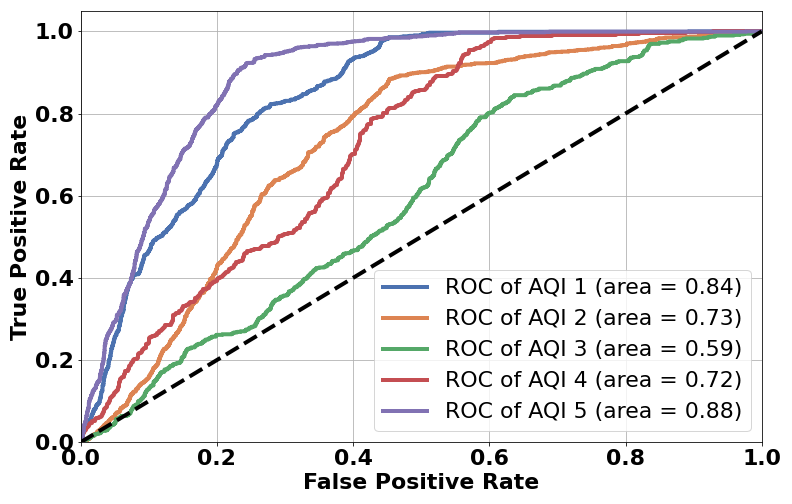 True Positive Rate
1.0
0.8
0.6
0.4
0.2
0.0
ROC of AQI 1 (area = 0.84)
ROC of AQI 2 (area = 0.73)
ROC of AQI 3 (area = 0.59)
ROC of AQI 4 (area = 0.72)
ROC of AQI 5 (area = 0.88)
0.0 0.2 0.4 0.6 0.8 1.0
False Positive Rate